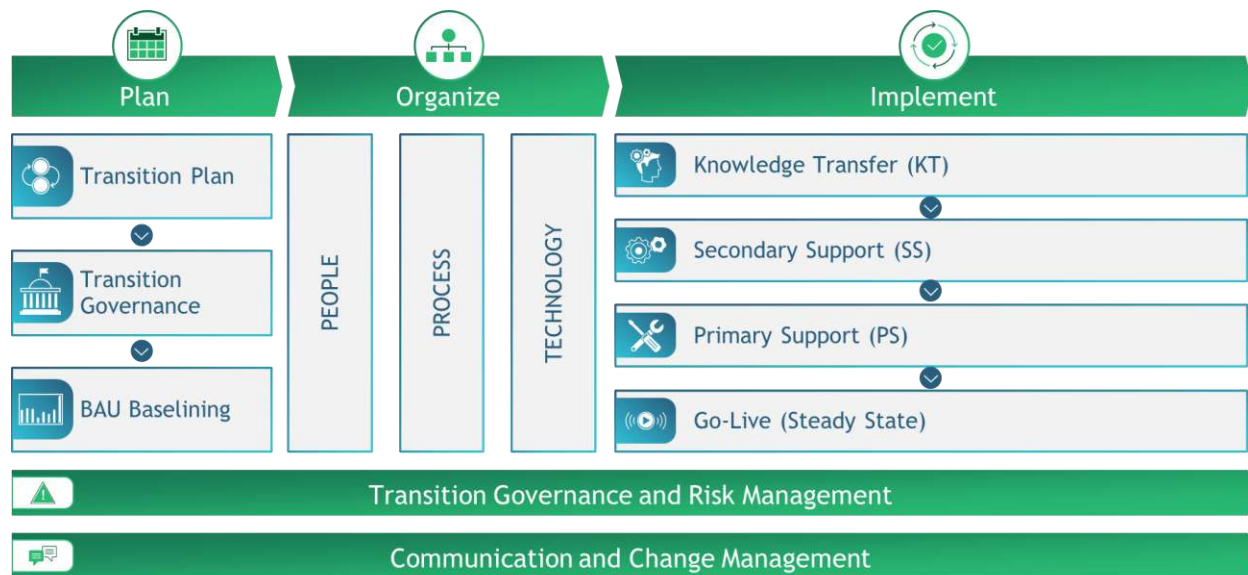 Plan
Organize
Implement
Transition Plan
Transition
Governance
BAU Baselining
PEOPLE
PROCESS
TECHNOLOGY
Knowledge Transfer (KT)
Secondary Support (SS)
Primary Support (PS)
Go-Live (Steady State)
Transition Governance and Risk Management
Communication and Change Management